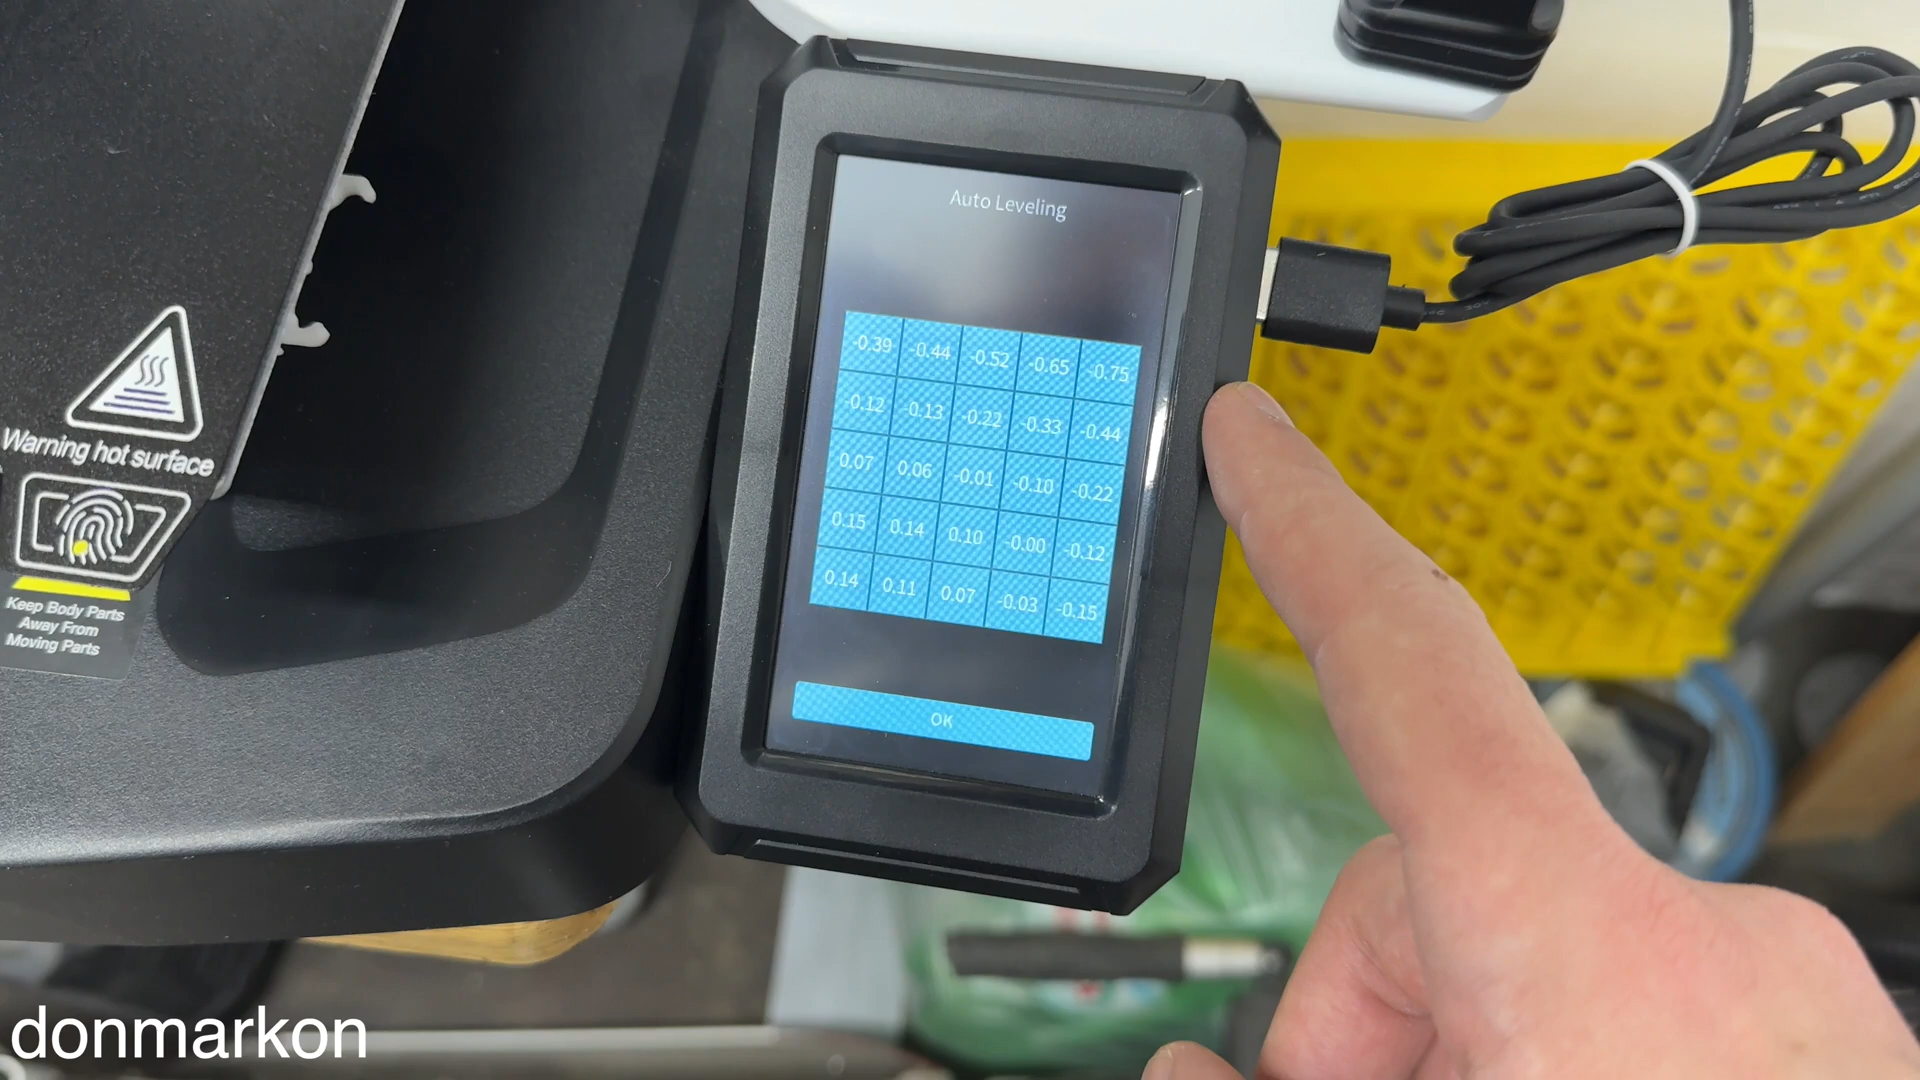 Auto Leveling
-0.39 -0.44 -0.52 -0.65 -0.75
-0.12 -0.13 -0.22 -0.33 -0.44
0.07 0.06 -0.01 -0.10 -0.22
0.15 0.14 0.10 -0.00 -0.12
0.14 0.11 0.07 -0.03 -0.15
OK
Warning hot surface
Keep Body Parts
Away From
Moving Parts
donmarkon